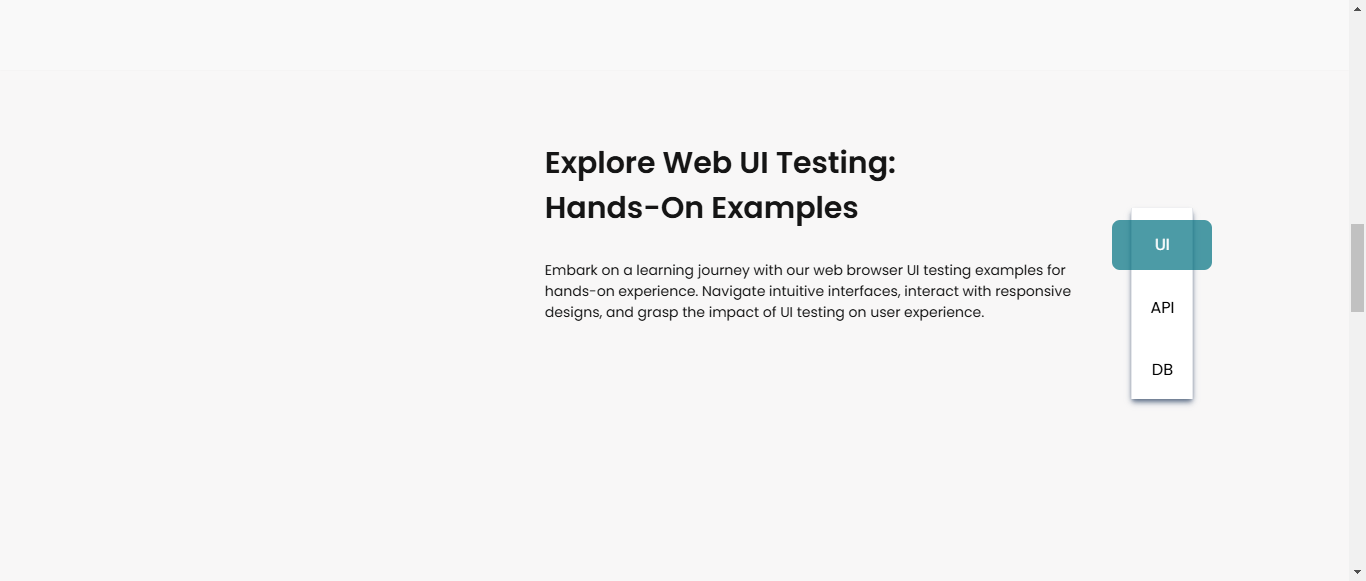 Explore Web UI Testing:
Hands-On Examples
Embark on a learning journey with our web browser UI testing examples for
hands-on experience. Navigate intuitive interfaces, interact with responsive
designs, and grasp the impact of UI testing on user experience.
UI
API
DB